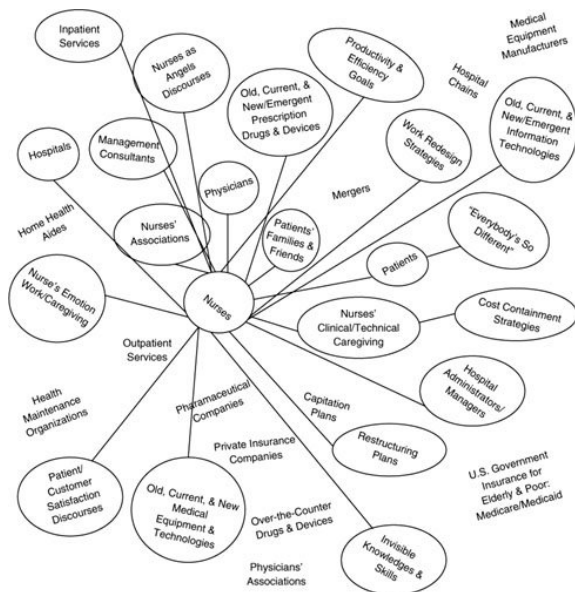 Inpatient
Services
Nurses as
Angels
Discourses
Productivity &
Efficiency
Goals
Medical
Equipment
Manufacturers
Hospital
Chains
Old, Current, &
New/Emergent
Prescription
Drugs & Devices
Old, Current, &
New/Emergent
Information
Technologies
Hospitals
Management
Consultants
Work Redesign
Strategies
Physicians
Mergers
Home Health
Aides
Nurses'
Associations
Patients'
Families &
Friends
"Everybody's So
Different"
Patients
Nurse's Emotion
Work/Caregiving
Nurses
Nurses'
Clinical/Technical
Caregiving
Cost Containment
Strategies
Outpatient
Services
Hospital
Administrators/
Managers
Health
Maintenance
Organizations
Pharamaceutical
Companies
Capitation
Plans
Private Insurance
Companies
Restructuring
Plans
Patient/
Customer
Satisfaction
Discourses
Old, Current, & New
Medical
Equipment &
Technologies
U.S. Government
Insurance for
Elderly & Poor:
Medicare/Medicaid
Over-the-Counter
Drugs & Devices
Invisible
Knowledges &
Skills
Physicians'
Associations